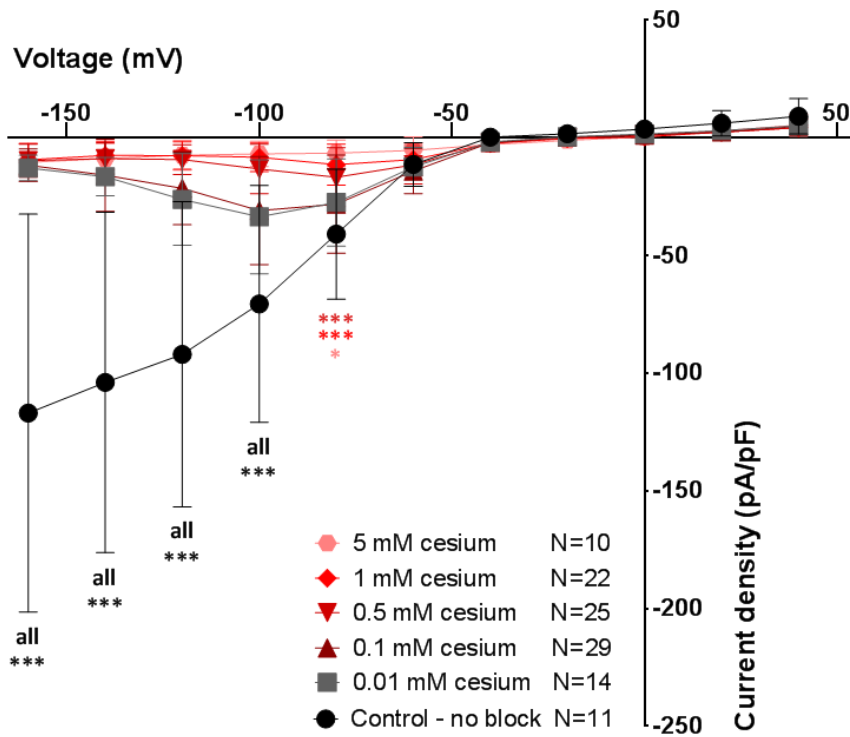 50
Voltage (mV)
-150
-100
-50
50
-50
***
***
*
-100
all
***
-150
all
***
all
***
-200
all
***
-250
Current density (pA/pF)
5 mM cesium N=10
1 mM cesium N=22
0.5 mM cesium N=25
0.1 mM cesium N=29
0.01 mM cesium N=14
Control - no block N=11